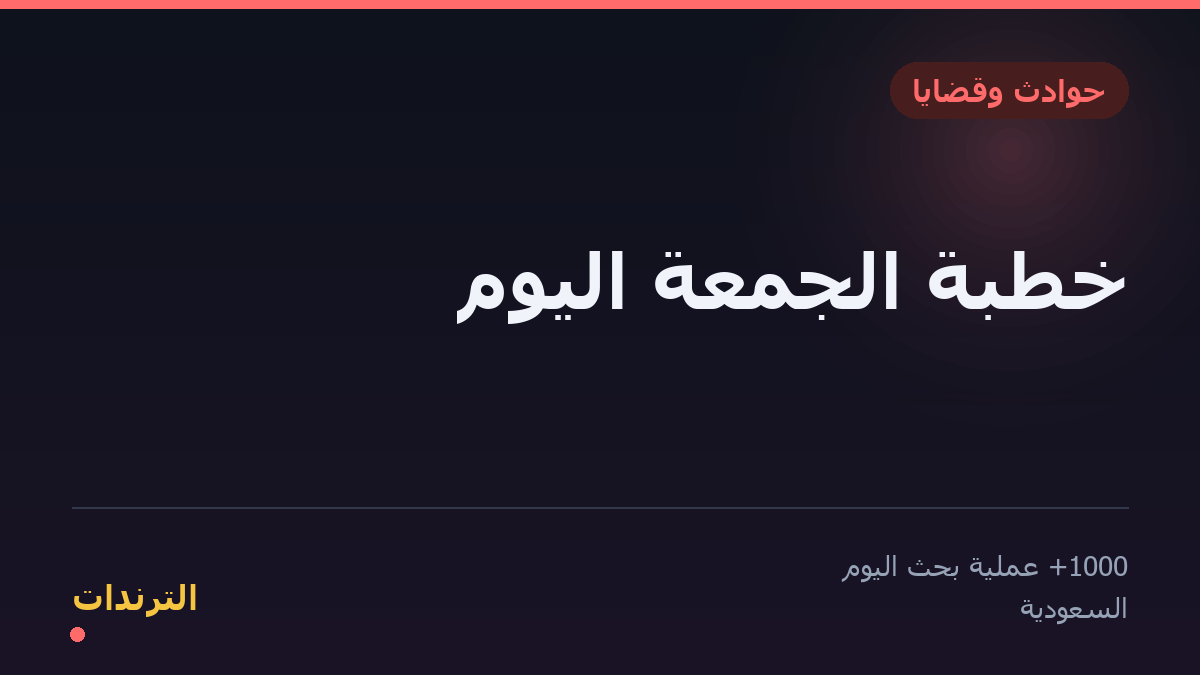 حوادث وقضايا
خطبة الجمعة اليوم
1000+ عملية بحث اليوم
السعودية
الترندات